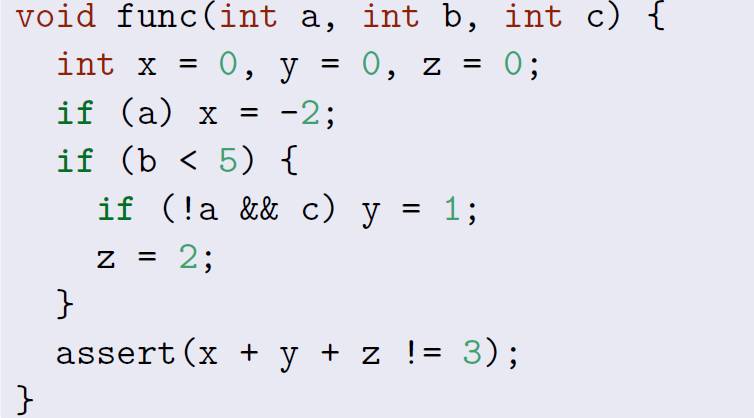 void func(int a, int b, int c) {
  int x = 0, y = 0, z = 0;
  if (a) x = -2;
  if (b < 5) {
    if (!a && c) y = 1;
    z = 2;
  }
  assert(x + y + z != 3);
}